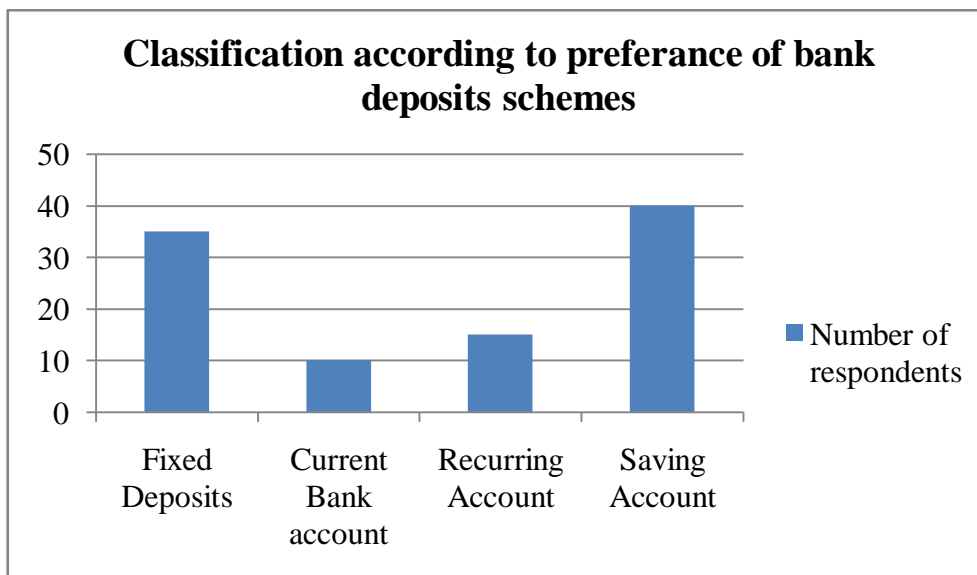 Classification according to preferance of bank
deposits schemes
50
40
30
20
10
0
Fixed
Deposits
Current
Bank
account
Recurring
Account
Saving
Account
Number of
respondents